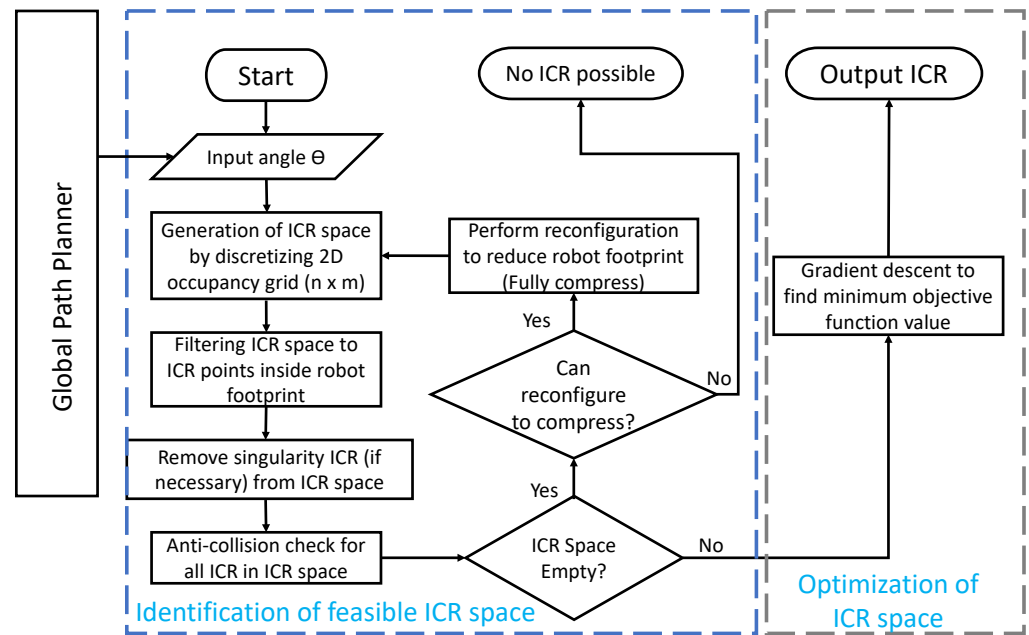 Global Path Planner
Start
Input angle Θ
Generation of ICR space
by discretizing 2D
occupancy grid (n x m)
Filtering ICR space to
ICR points inside robot
footprint
Remove singularity ICR (if
necessary) from ICR space
Anti-collision check for
all ICR in ICR space
No ICR possible
Perform reconfiguration
to reduce robot footprint
(Fully compress)
Yes
Can
reconfigure
to compress?
No
Yes
ICR Space
Empty?
No
Identification of feasible ICR space
Output ICR
Gradient descent to
find minimum objective
function value
Optimization of
ICR space